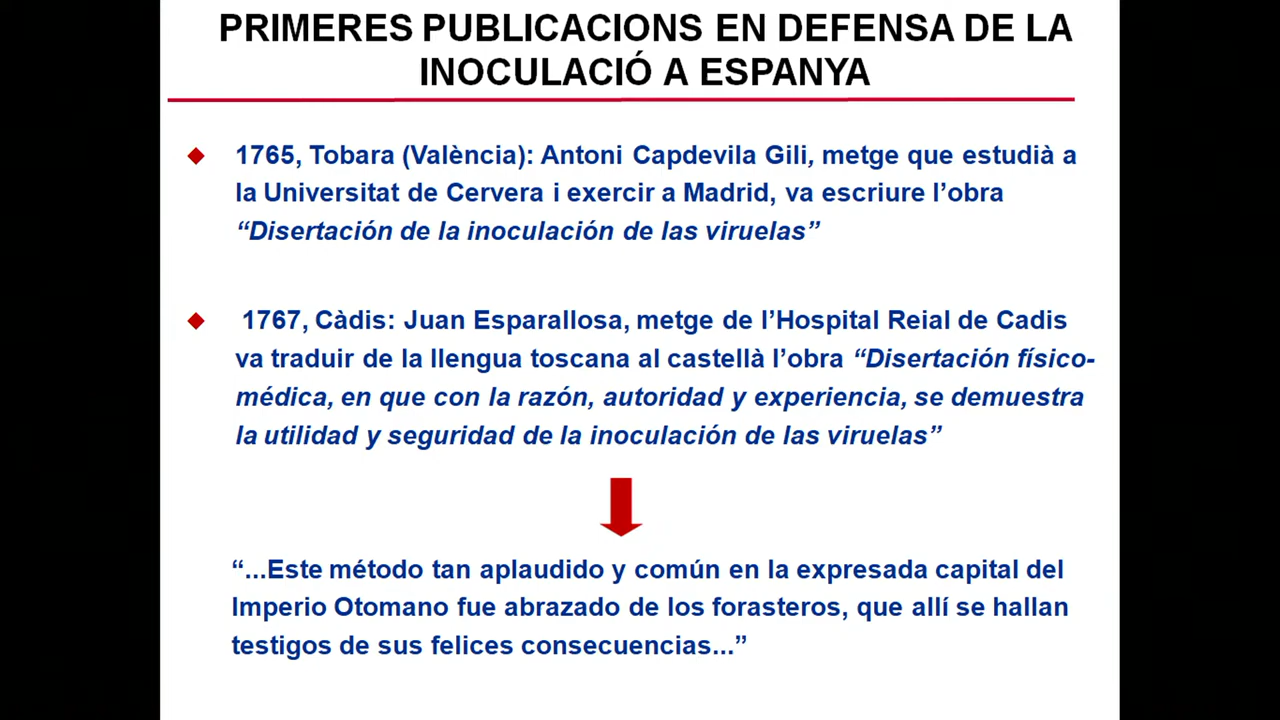 PRIMERES PUBLICACIONS EN DEFENSA DE LA
INOCULACIÓ A ESPANYA
1765, Tobara (València): Antoni Capdevila Gili, metge que estudià a
la Universitat de Cervera i exercir a Madrid, va escriure l’obra
“Disertación de la inoculación de las viruelas”
1767, Càdis: Juan Esparallosa, metge de l’Hospital Reial de Cadis
va traduir de la llengua toscana al castellà l’obra “Disertación físico-
médica, en que con la razón, autoridad y experiencia, se demuestra
la utilidad y seguridad de la inoculación de las viruelas”
“...Este método tan aplaudido y común en la expresada capital del
Imperio Otomano fue abrazado de los forasteros, que allí se hallan
testigos de sus felices consecuencias...”